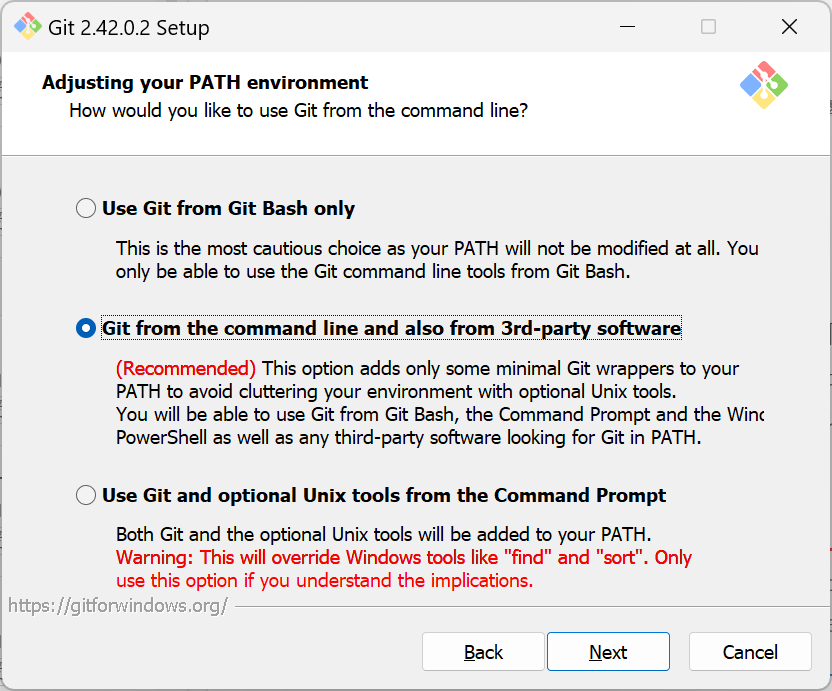 Git 2.42.0.2 Setup
Adjusting your PATH environment
How would you like to use Git from the command line?
Use Git from Git Bash only
This is the most cautious choice as your PATH will not be modified at all. You
only be able to use the Git command line tools from Git Bash.
Git from the command line and also from 3rd-party software
(Recommended) This option adds only some minimal Git wrappers to your
PATH to avoid cluttering your environment with optional Unix tools.
You will be able to use Git from Git Bash, the Command Prompt and the
PowerShell as well as any third-party software looking for Git in PATH.
Use Git and optional Unix tools from the Command Prompt
Both Git and the optional Unix tools will be added to your PATH.
Warning: This will override Windows tools like "find" and "sort". Only
use this option if you understand the implications.
https://gitforwindows.org/
Back Next Cancel